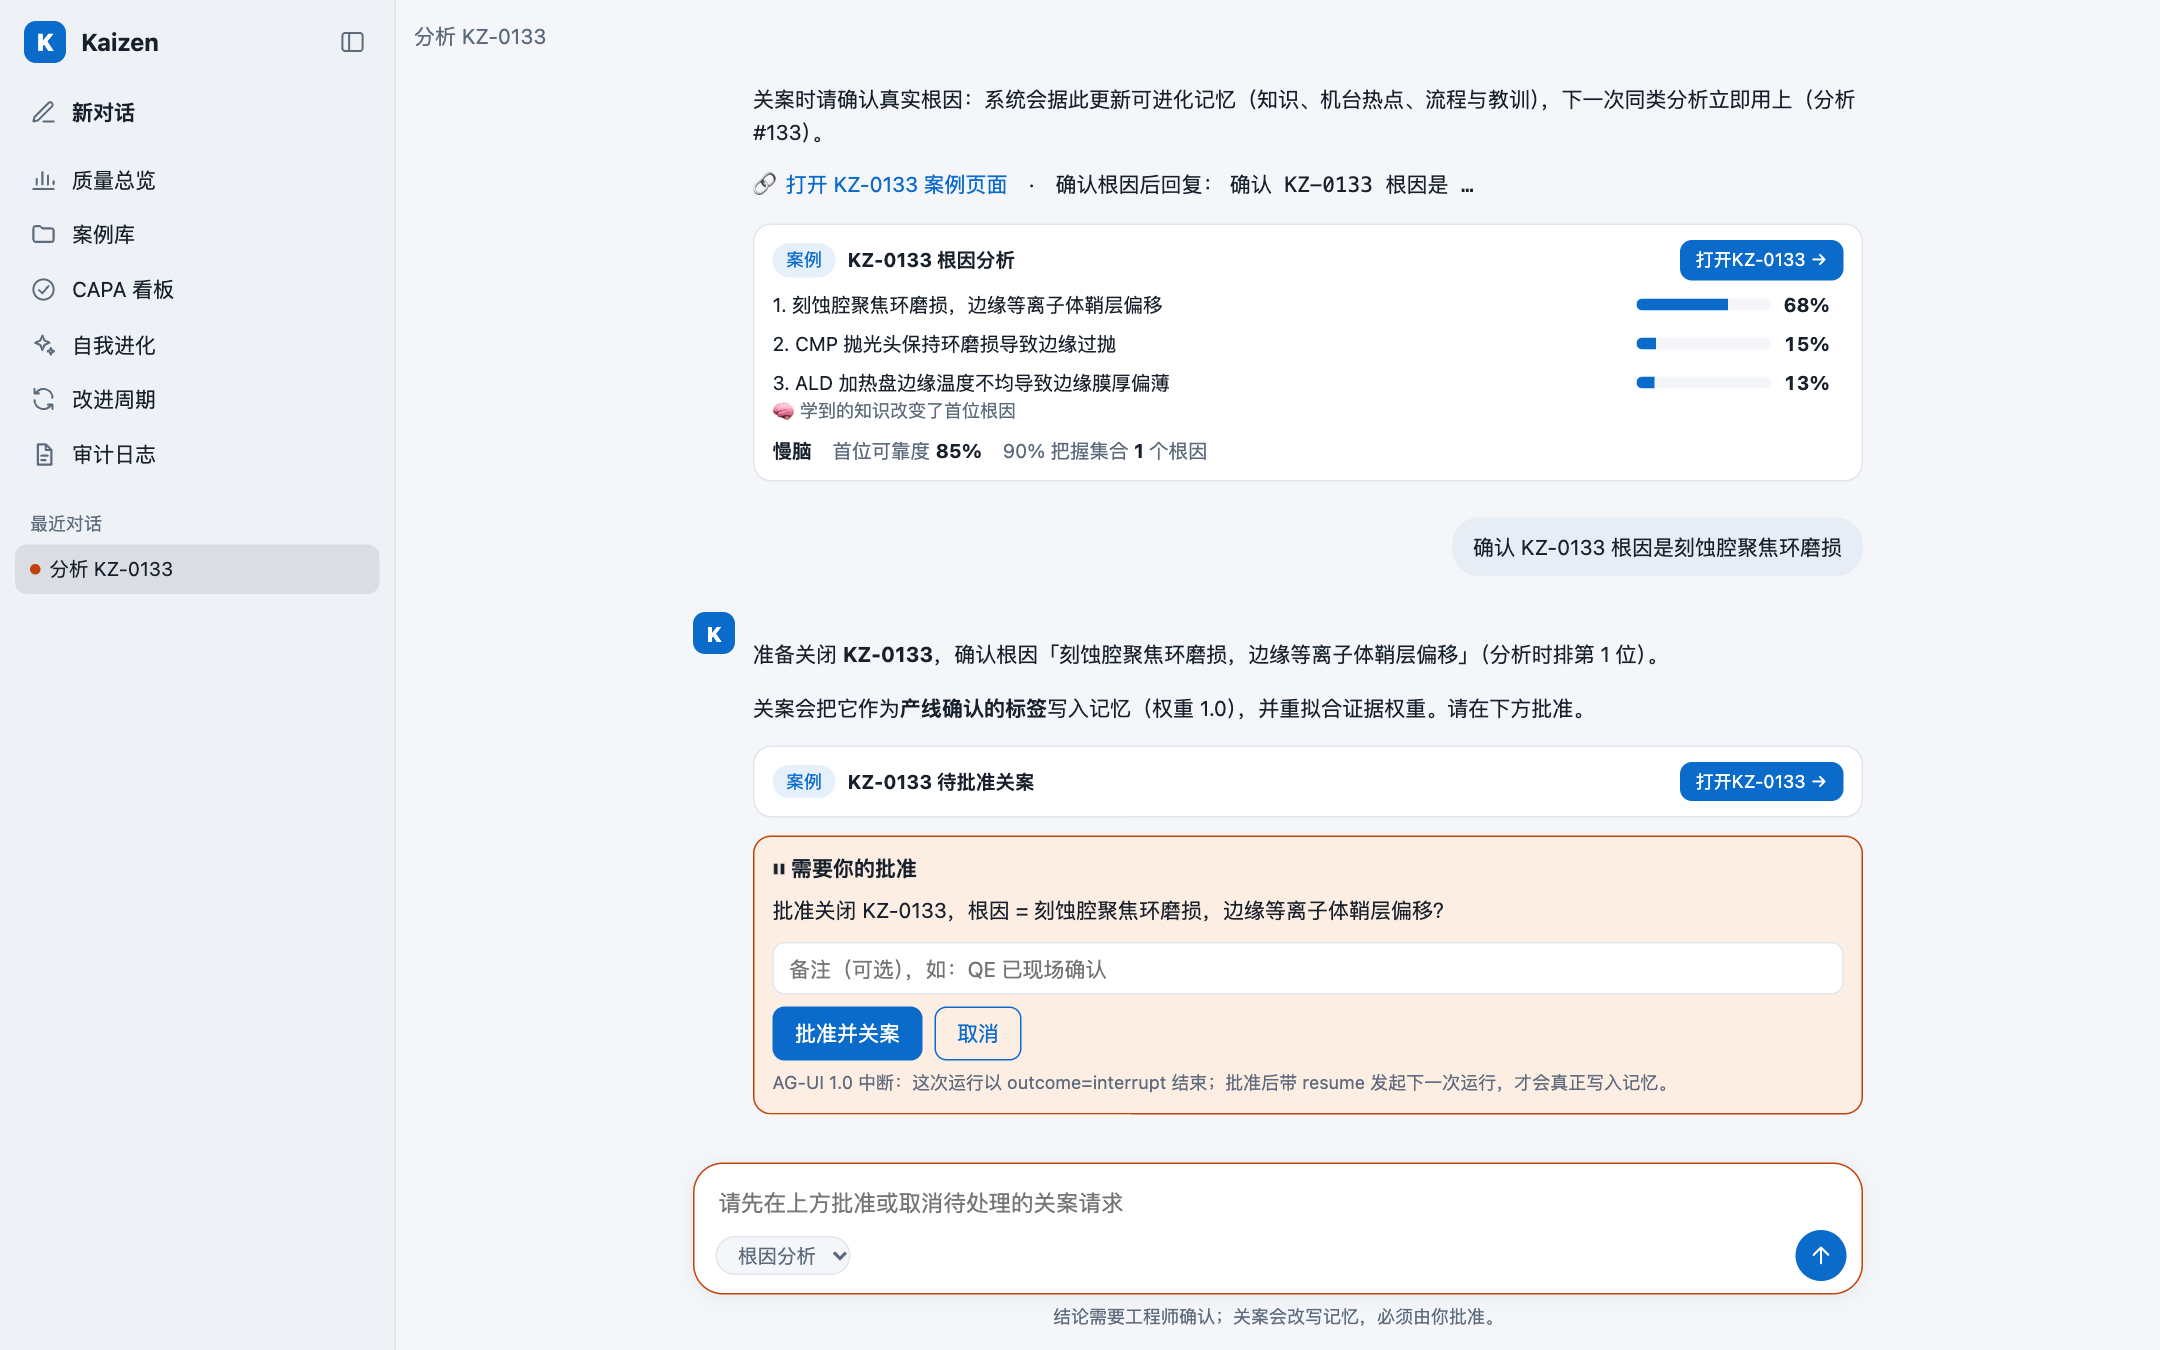 K Kaizen
新对话
质量总览
案例库
CAPA 看板
自我进化
改进周期
审计日志
最近对话
分析 KZ-0133
分析 KZ-0133
关案时请确认真实根因：系统会据此更新可进化记忆（知识、机台热点、流程与教训），下一次同类分析立即用上（分析
#133）。
打开 KZ-0133 案例页面 · 确认根因后回复： 确认 KZ-0133 根因是 …
案例 KZ-0133 根因分析 打开KZ-0133 →
1. 刻蚀腔聚焦环磨损，边缘等离子体鞘层偏移 68%
2. CMP 抛光头保持环磨损导致边缘过抛 15%
3. ALD 加热盘边缘温度不均导致边缘膜厚偏薄 13%
学到的知识改变了首位根因
慢脑 首位可靠度 85% 90% 把握集合 1 个根因
确认 KZ-0133 根因是刻蚀腔聚焦环磨损
K
准备关闭 KZ-0133，确认根因「刻蚀腔聚焦环磨损，边缘等离子体鞘层偏移」（分析时排第 1 位）。
关案会把它作为产线确认的标签写入记忆（权重 1.0），并重拟合证据权重。请在下方批准。
案例 KZ-0133 待批准关案 打开KZ-0133 →
需要你的批准
批准关闭 KZ-0133，根因 = 刻蚀腔聚焦环磨损，边缘等离子体鞘层偏移?
备注（可选），如：QE 已现场确认
批准并关案 取消
AG-UI 1.0 中断：这次运行以 outcome=interrupt 结束；批准后带 resume 发起下一次运行，才会真正写入记忆。
请先在上方批准或取消待处理的关案请求
根因分析
结论需要工程师确认；关案会改写记忆，必须由你批准。